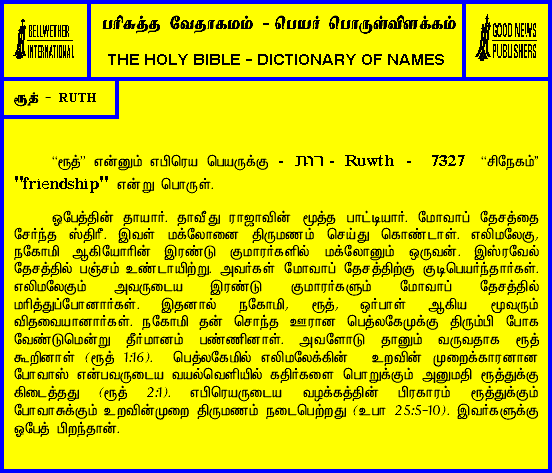 BELLWETHER
INTERNATIONAL
பரிசுத்த வேதாகமம் - பெயர் பொருள்விளக்கம்
THE HOLY BIBLE - DICTIONARY OF NAMES
GOOD NEWS
PUBLISHERS
ரூத் - RUTH
“ரூத்” என்னும் எபிரெய பெயருக்கு - רות - Ruwth - 7327 “சிநேகம்”
"friendship" என்று பொருள்.
ஒபேத்தின் தாயார். தாவீது ராஜாவின் மூத்த பாட்டியார். மோவாப் தேசத்தை
சேர்ந்த ஸ்திரீ. இவள் மக்லோனை திருமணம் செய்து கொண்டாள். எலிமலேகு,
நகோமி ஆகியோரின் இரண்டு குமாரர்களில் மக்லோனும் ஒருவன். இஸ்ரவேல்
தேசத்தில் பஞ்சம் உண்டாயிற்று. அவர்கள் மோவாப் தேசத்திற்கு குடிபெயர்ந்தார்கள்.
எலிமலேகும் அவருடைய இரண்டு குமாரர்களும் மோவாப் தேசத்தில்
மரித்துப்போனார்கள். இதனால் நகோமி, ரூத், ஒர்பாள் ஆகிய மூவரும்
விதவையானார்கள். நகோமி தன் சொந்த ஊரான பெத்லகேமுக்கு திரும்பி போக
வேண்டுமென்று தீர்மானம் பண்ணினாள். அவளோடு தானும் வருவதாக ரூத்
கூறினாள் (ரூத் 1:16). பெத்லகேமில் எலிமலேக்கின் உறவின் முறைக்காரனான
போவாஸ் என்பவருடைய வயல்வெளியில் கதிர்களை பொறுக்கும் அனுமதி ரூத்துக்கு
கிடைத்தது (ரூத் 2:1). எபிரெயருடைய வழக்கத்தின் பிரகாரம் ரூத்துக்கும்
போவாசுக்கும் உறவின்முறை திருமணம் நடைபெற்றது (உபா 25:5-10). இவர்களுக்கு
ஓபேத் பிறந்தான்.